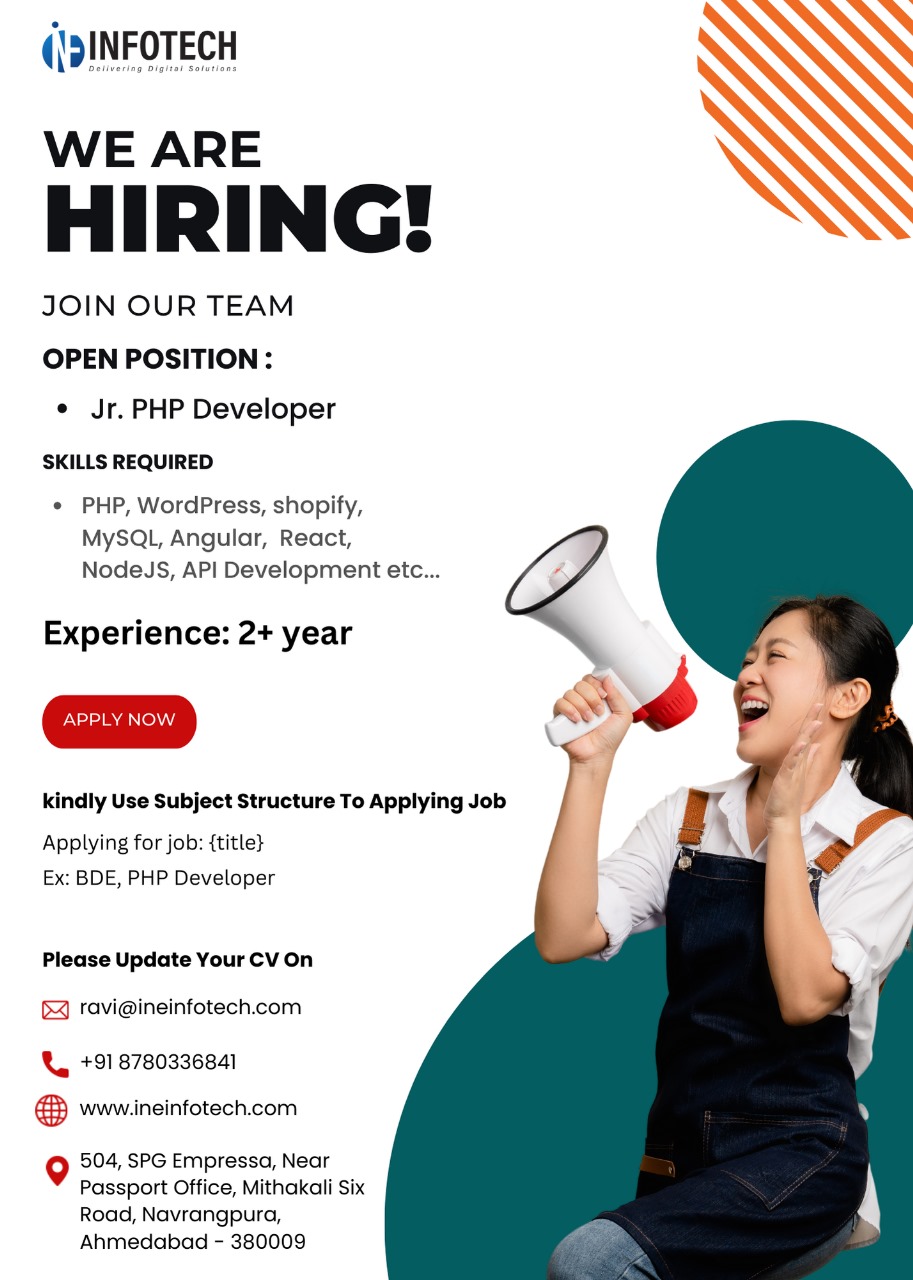 INE INFOTECH
Delivering Digital Solutions
WE ARE
HIRING!
JOIN OUR TEAM
OPEN POSITION :
• Jr. PHP Developer
SKILLS REQUIRED
• PHP, WordPress, shopify,
MySQL, Angular, React,
NodeJS, API Development etc...
Experience: 2+ year
APPLY NOW
kindly Use Subject Structure To Applying Job
Applying for job: {title}
Ex: BDE, PHP Developer
Please Update Your CV On
ravi@ineinfotech.com
+91 8780336841
www.ineinfotech.com
504, SPG Empressa, Near
Passport Office, Mithakali Six
Road, Navrangpura,
Ahmedabad - 380009